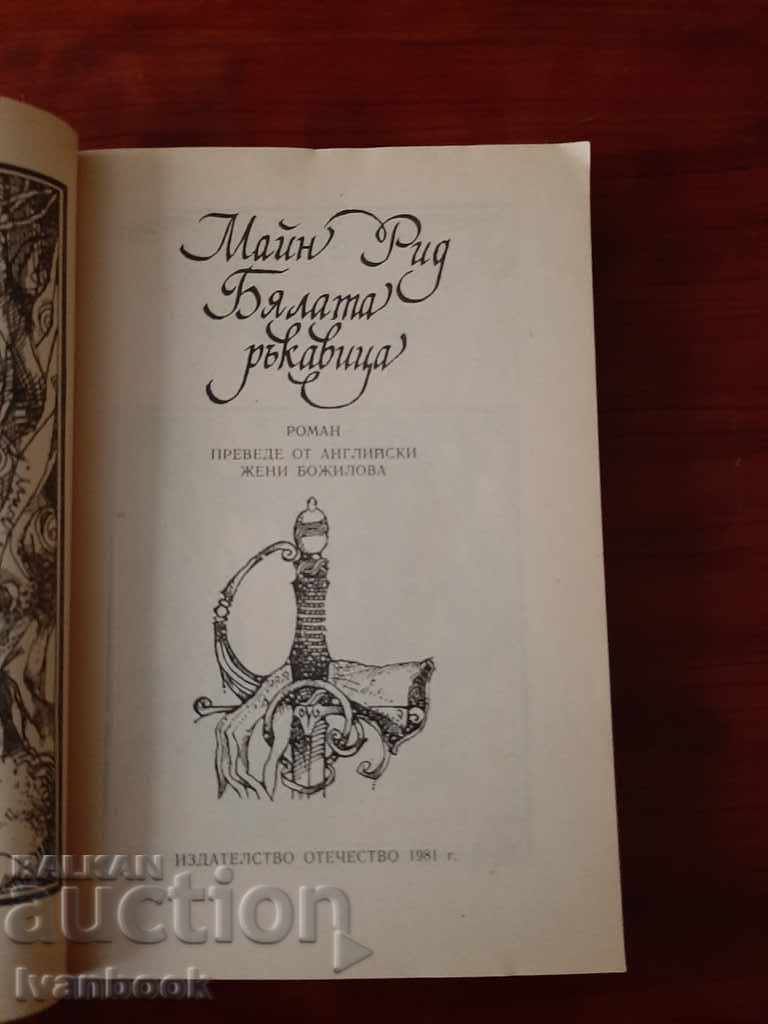 Майн Рид
Бялата
ръкавица
РОМАН
ПРЕВЕДЕ ОТ АНГЛИЙСКИ
ЖЕНИ БОЖИЛОВА
ИЗДАТЕЛСТВО ОТЕЧЕСТВО 1981 г.
BALKAN
auction
Ivanbook